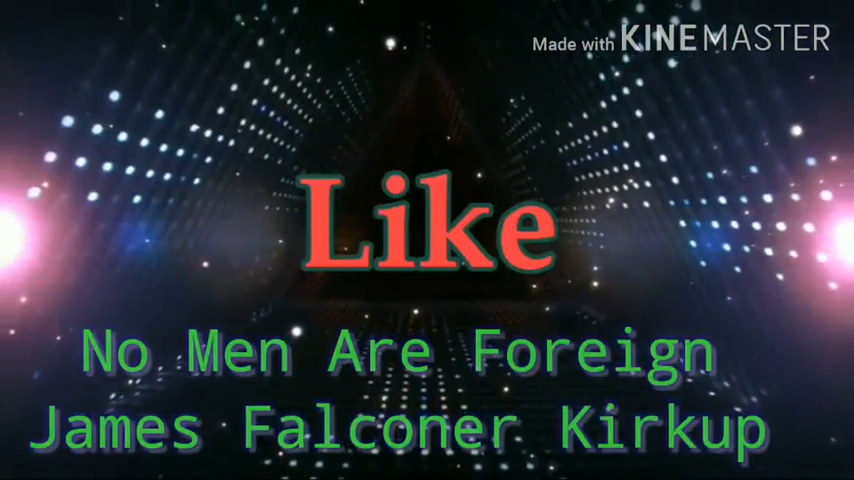 Made with KINEMASTER
Like
No Men Are Foreign
James Falconer Kirkup